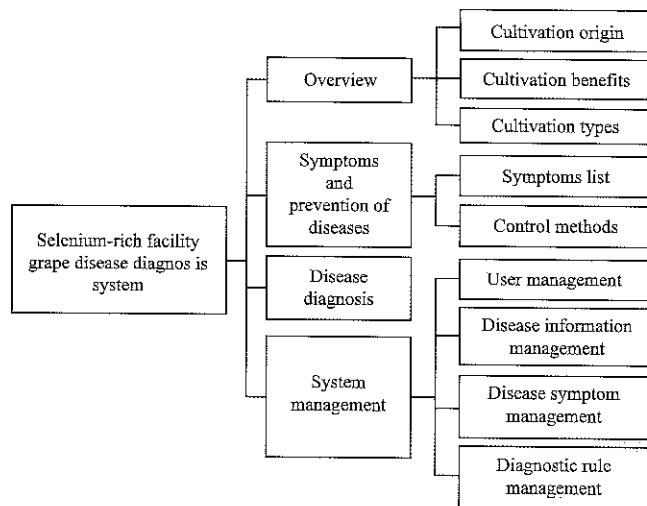 Selenium-rich facility
grape disease diagnos is
system
Overview
Cultivation origin
Cultivation benefits
Cultivation types
Symptoms
and
prevention of
diseases
Symptoms list
Control methods
Disease
diagnosis
System
management
User management
Disease information
management
Disease symptom
management
Diagnostic rule
management